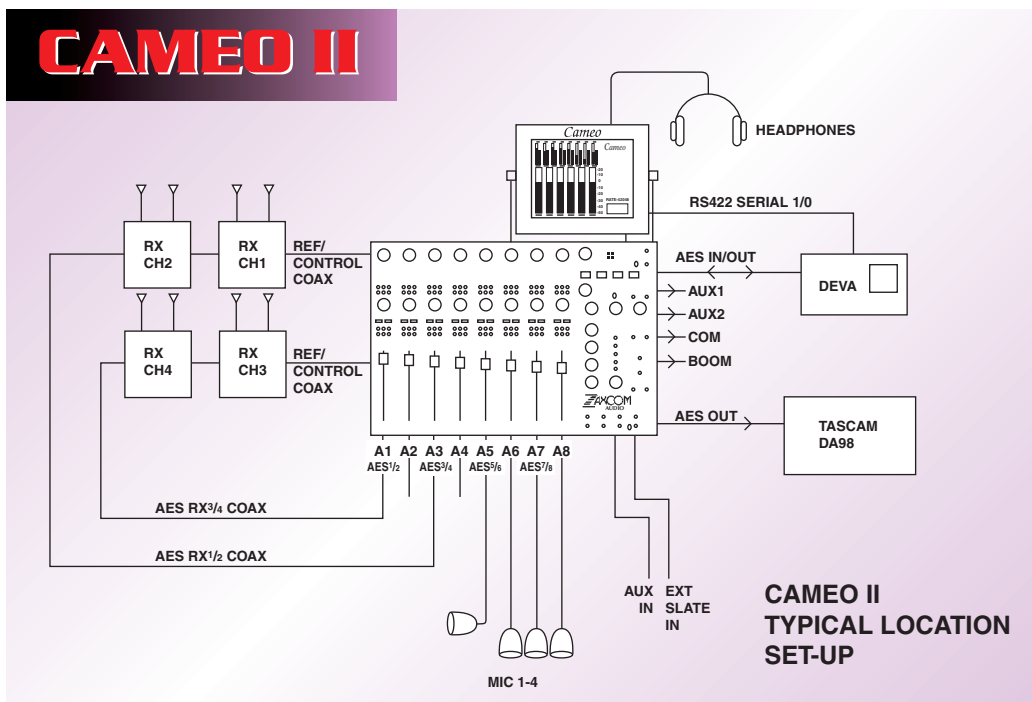 CAMEO II
HEADPHONES
Cameo
Cameo
RS422 SERIAL 1/0
RX
CH2
RX
CH1
REF/
CONTROL
COAX
AES IN/OUT
DEVA
AUX1
AUX2
COM
BOOM
RX
CH4
RX
CH3
REF/
CONTROL
COAX
ZAXCOM
AUDIO
AES OUT
TASCAM
DA98
A1 A2 A3 A4 A5 A6 A7 A8
AES1/2 AES3/4 AES5/6 AES7/8
AES RX3/4 COAX
AES RX1/2 COAX
AUX
IN
EXT
SLATE
IN
MIC 1-4
CAMEO II
TYPICAL LOCATION
SET-UP